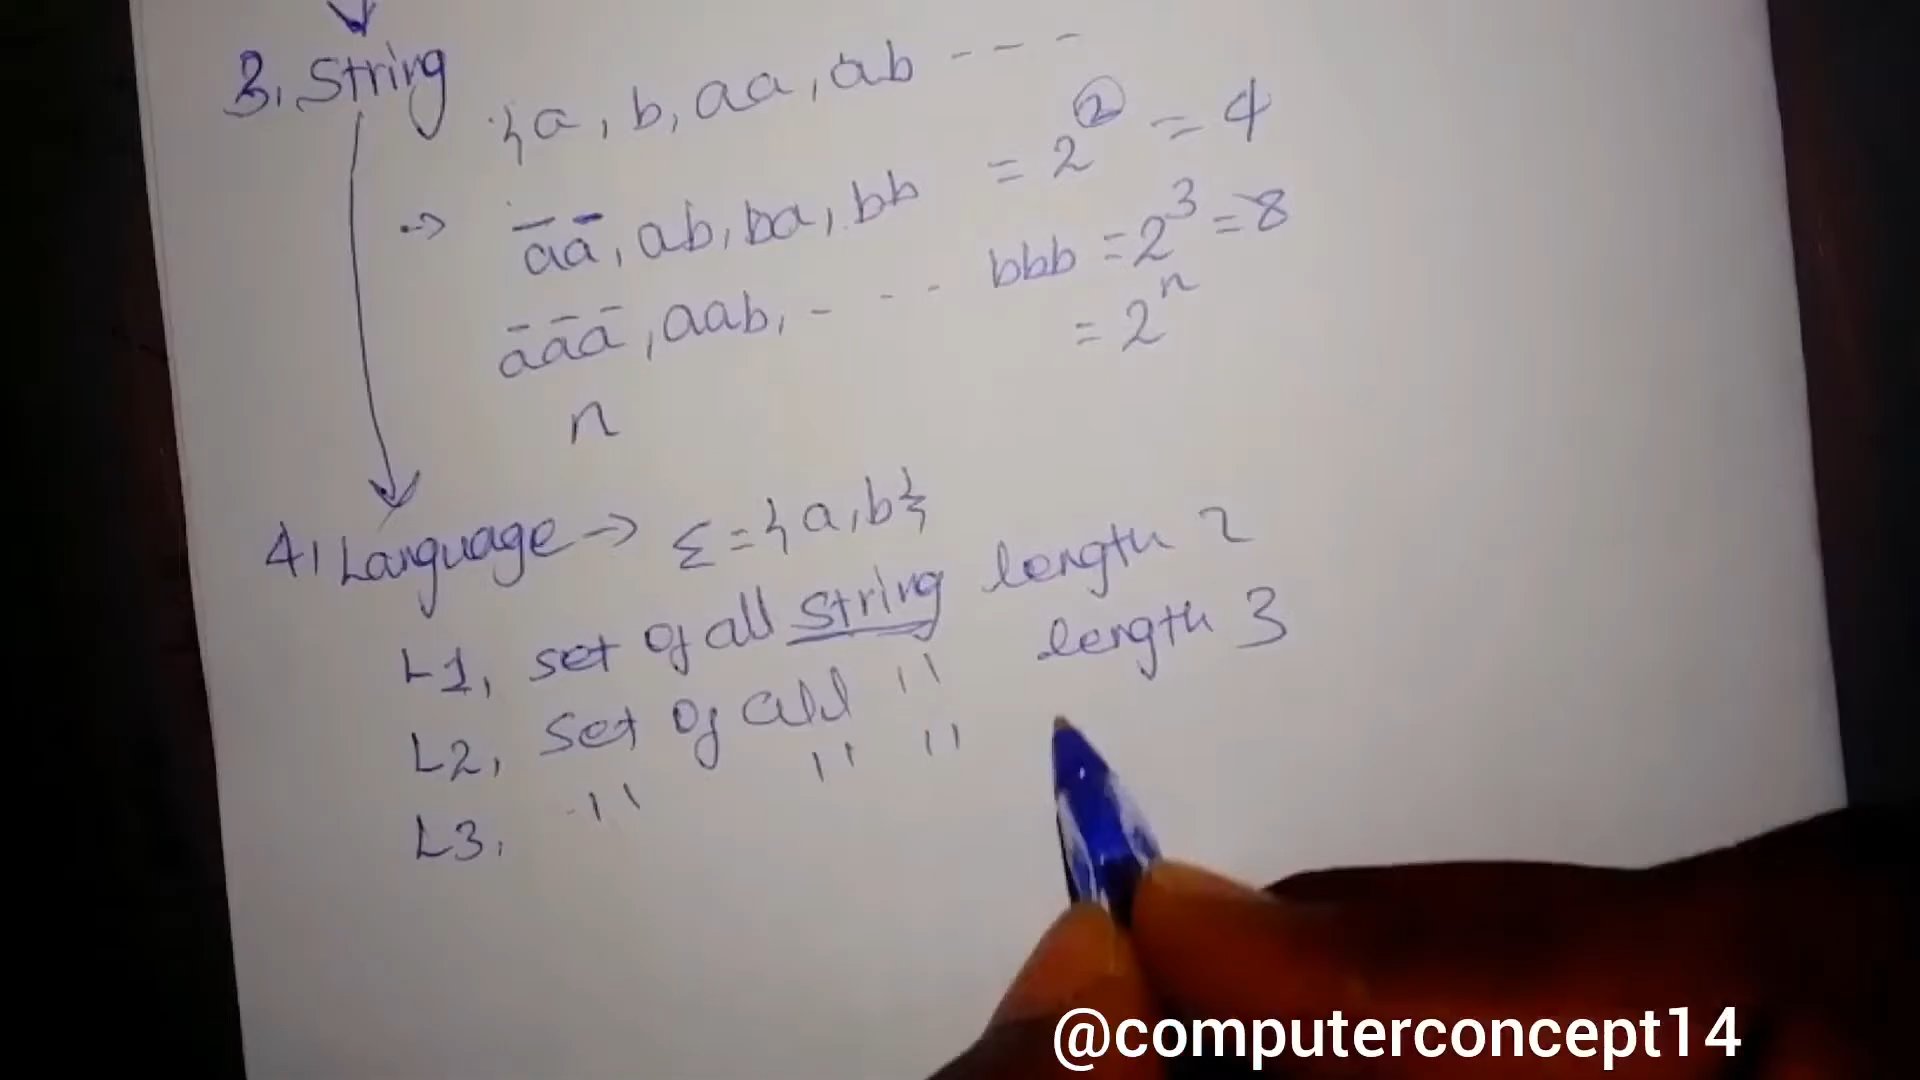 3. String
{a, b, aa, ab - - -
→ aa, ab, ba, bb = 2² = 4
aaa, aab, - - - bbb = 2³ = 8
n = 2ⁿ
4. Language → Σ = {a, b}
L1, set of all String length 2
L2, set of all " length 3
L3, " " "
@computerconcept14